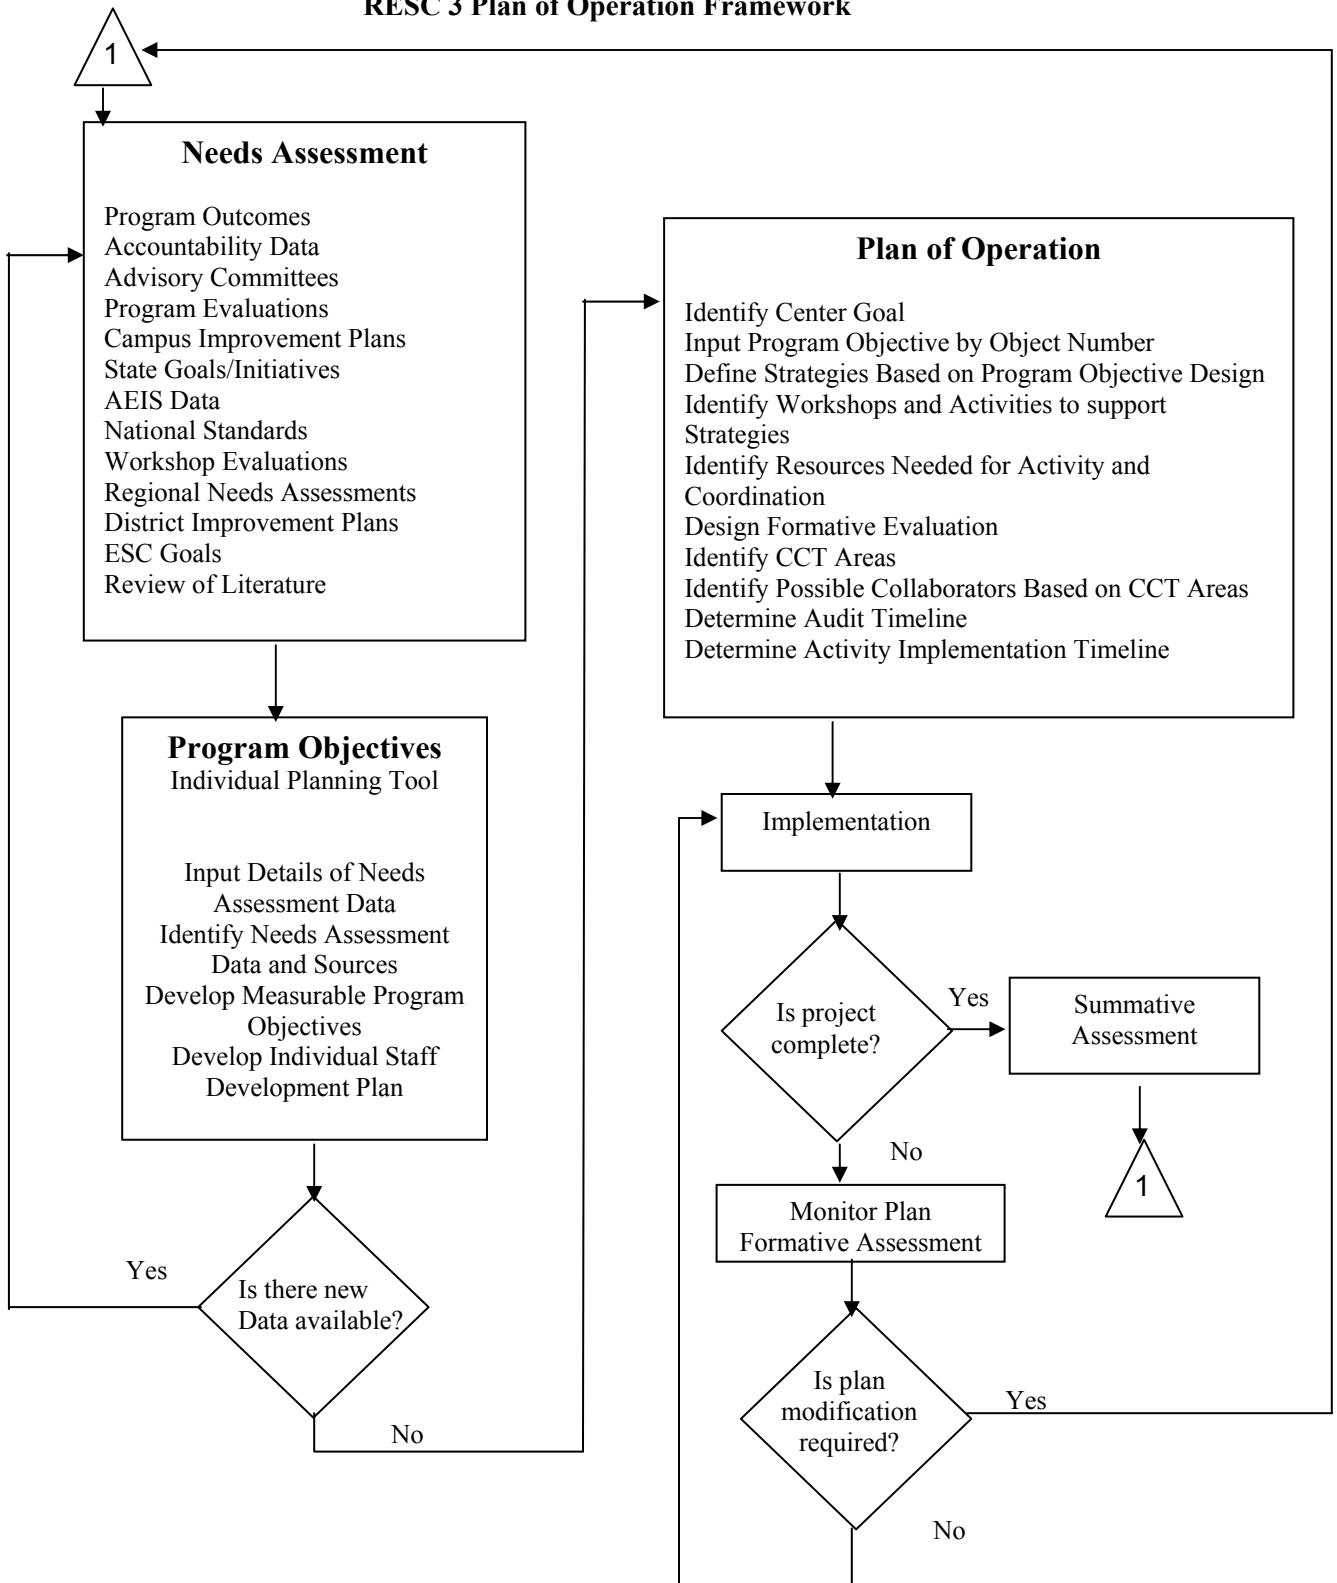 RESC 3 Plan of Operation Framework
1
Needs Assessment
Program Outcomes
Accountability Data
Advisory Committees
Program Evaluations
Campus Improvement Plans
State Goals/Initiatives
AEIS Data
National Standards
Workshop Evaluations
Regional Needs Assessments
District Improvement Plans
ESC Goals
Review of Literature
Program Objectives
Individual Planning Tool
Input Details of Needs
Assessment Data
Identify Needs Assessment
Data and Sources
Develop Measurable Program
Objectives
Develop Individual Staff
Development Plan
Yes
Is there new
Data available?
No
Plan of Operation
Identify Center Goal
Input Program Objective by Object Number
Define Strategies Based on Program Objective Design
Identify Workshops and Activities to support
Strategies
Identify Resources Needed for Activity and
Coordination
Design Formative Evaluation
Identify CCT Areas
Identify Possible Collaborators Based on CCT Areas
Determine Audit Timeline
Determine Activity Implementation Timeline
Implementation
Is project
complete?
Yes
Summative
Assessment
1
No
Monitor Plan
Formative Assessment
Is plan
modification
required?
Yes
No